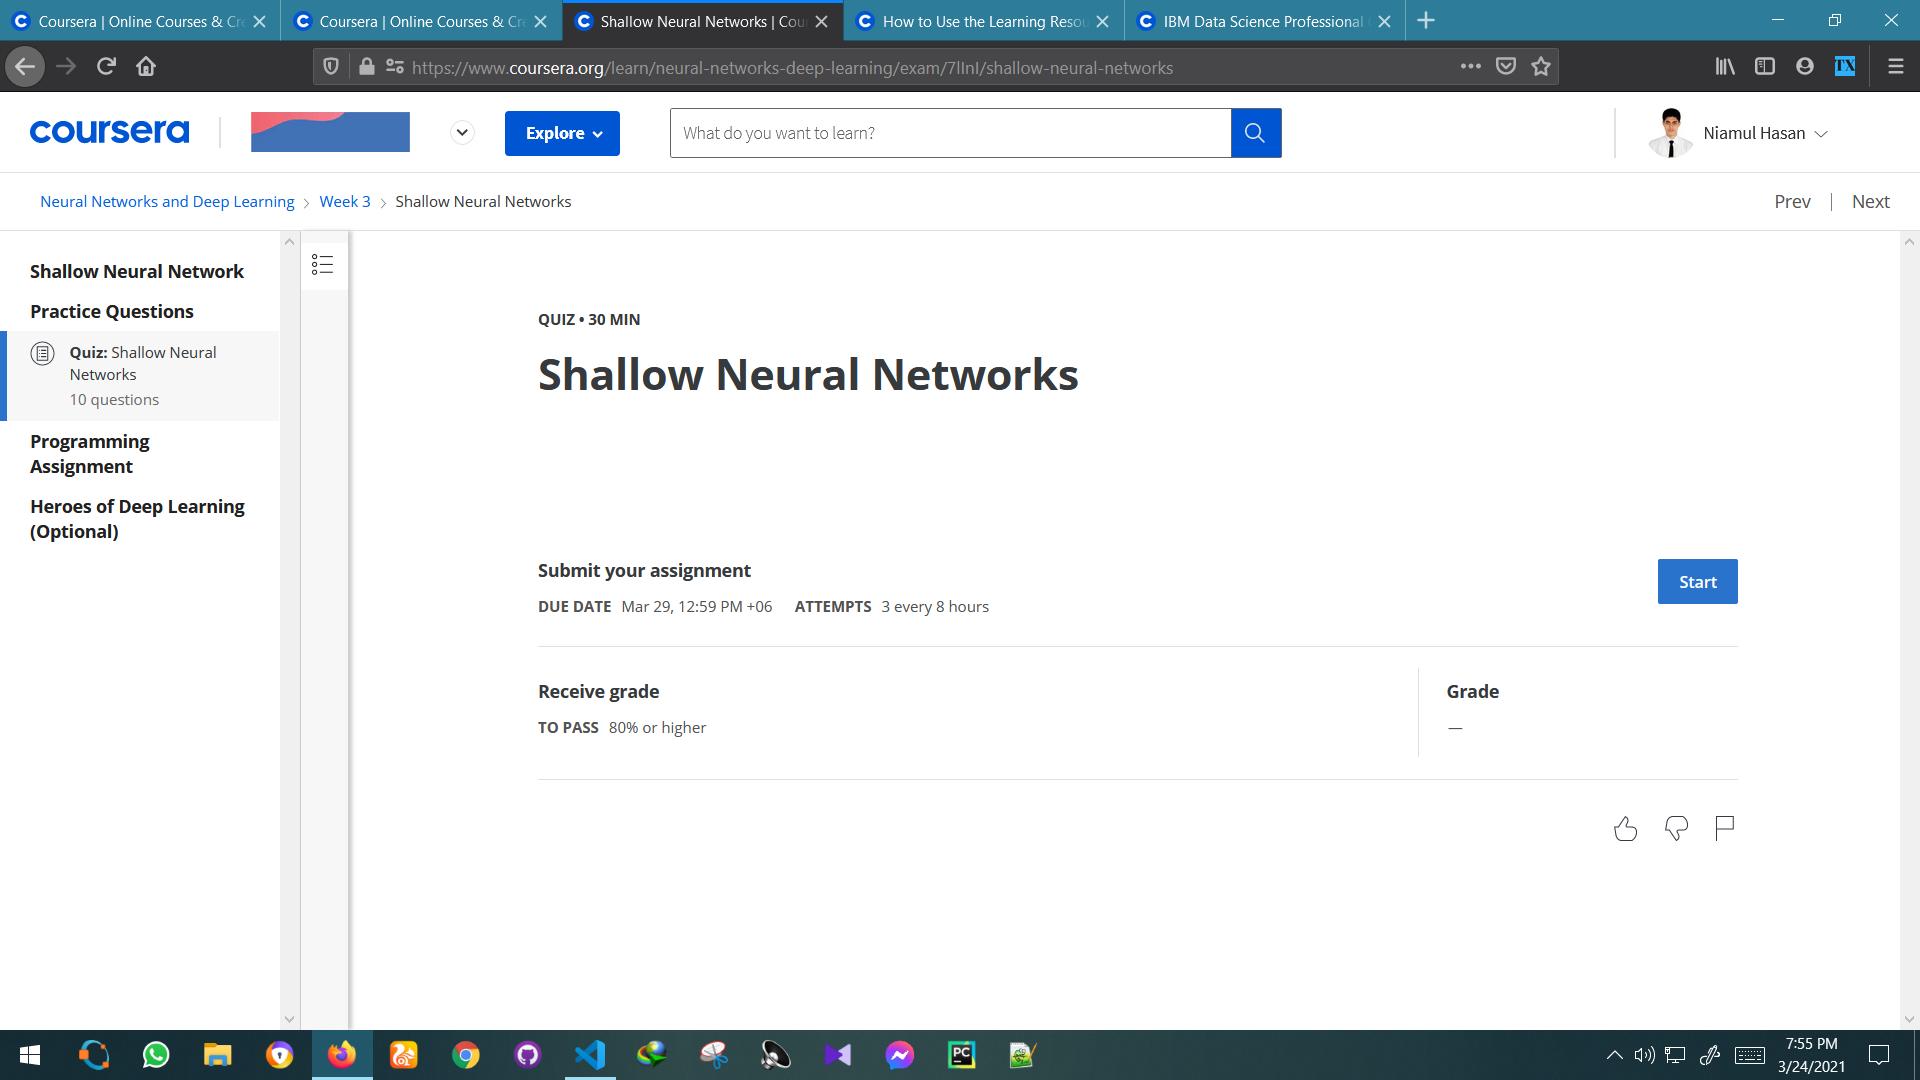 Coursera | Online Courses & Cre
Coursera | Online Courses & Cre
Shallow Neural Networks | Cour
How to Use the Learning Resou
IBM Data Science Professional
https://www.coursera.org/learn/neural-networks-deep-learning/exam/7lInI/shallow-neural-networks
TX
coursera
Explore
What do you want to learn?
Niamul Hasan
Neural Networks and Deep Learning > Week 3 > Shallow Neural Networks
Prev | Next
Shallow Neural Network
Practice Questions
Quiz: Shallow Neural
Networks
10 questions
Programming
Assignment
Heroes of Deep Learning
(Optional)
QUIZ • 30 MIN
Shallow Neural Networks
Submit your assignment
DUE DATE Mar 29, 12:59 PM +06 ATTEMPTS 3 every 8 hours
Start
Receive grade
TO PASS 80% or higher
Grade
—
PC
7:55 PM
3/24/2021